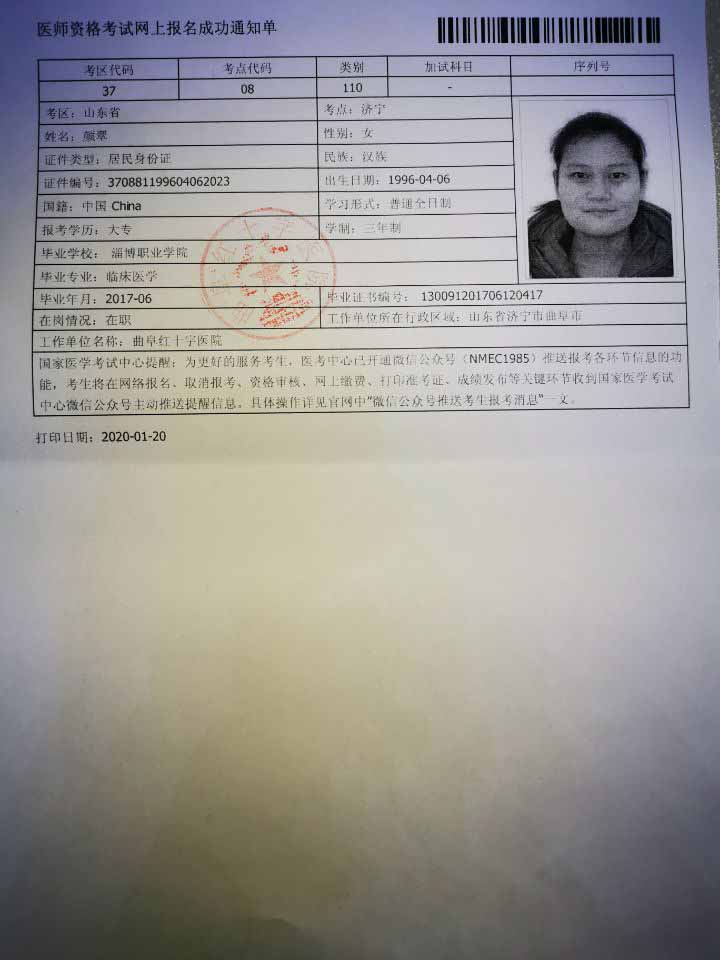 医师资格考试网上报名成功通知单
考区代码 考点代码 类别 加试科目 序列号
37 08 110 -
考区：山东省 考点：济宁
姓名：颜翠 性别：女
证件类型：居民身份证 民族：汉族
证件编号：370881199604062023 出生日期：1996-04-06
国籍：中国 China 学习形式：普通全日制
报考学历：大专 学制：三年制
毕业学校：淄博职业学院
毕业专业：临床医学
毕业年月：2017-06 毕业证书编号：130091201706120417
在岗情况：在职 工作单位所在行政区域：山东省济宁市曲阜市
工作单位名称：曲阜红十字医院
国家医学考试中心提醒：为更好的服务考生，医考中心已开通微信公众号（NMEC1985）推送报考各环节信息的功
能，考生将在网络报名、取消报考、资格审核、网上缴费、打印准考证、成绩发布等关键环节收到国家医学考试
中心微信公众号主动推送提醒信息。具体操作详见官网中"微信公众号推送考生报考消息"一文。
打印日期：2020-01-20